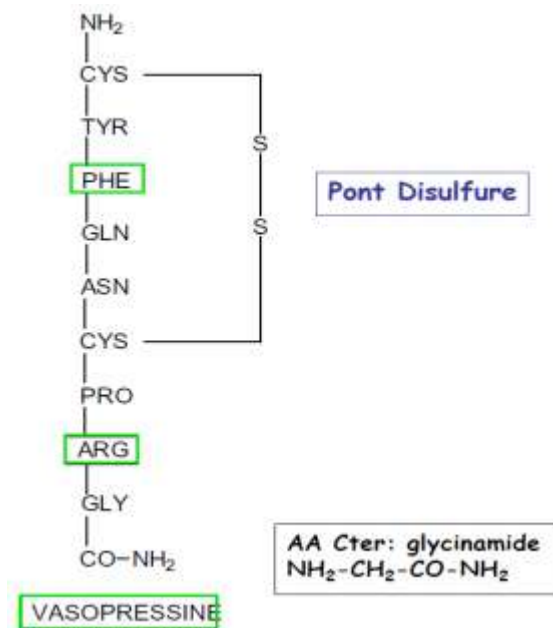 NH₂
CYS
TYR
S
PHE
Pont Disulfure
GLN
S
ASN
CYS
PRO
ARG
GLY
AA Cter: glycinamide
CO-NH₂
NH₂-CH₂-CO-NH₂
VASOPRESSINE